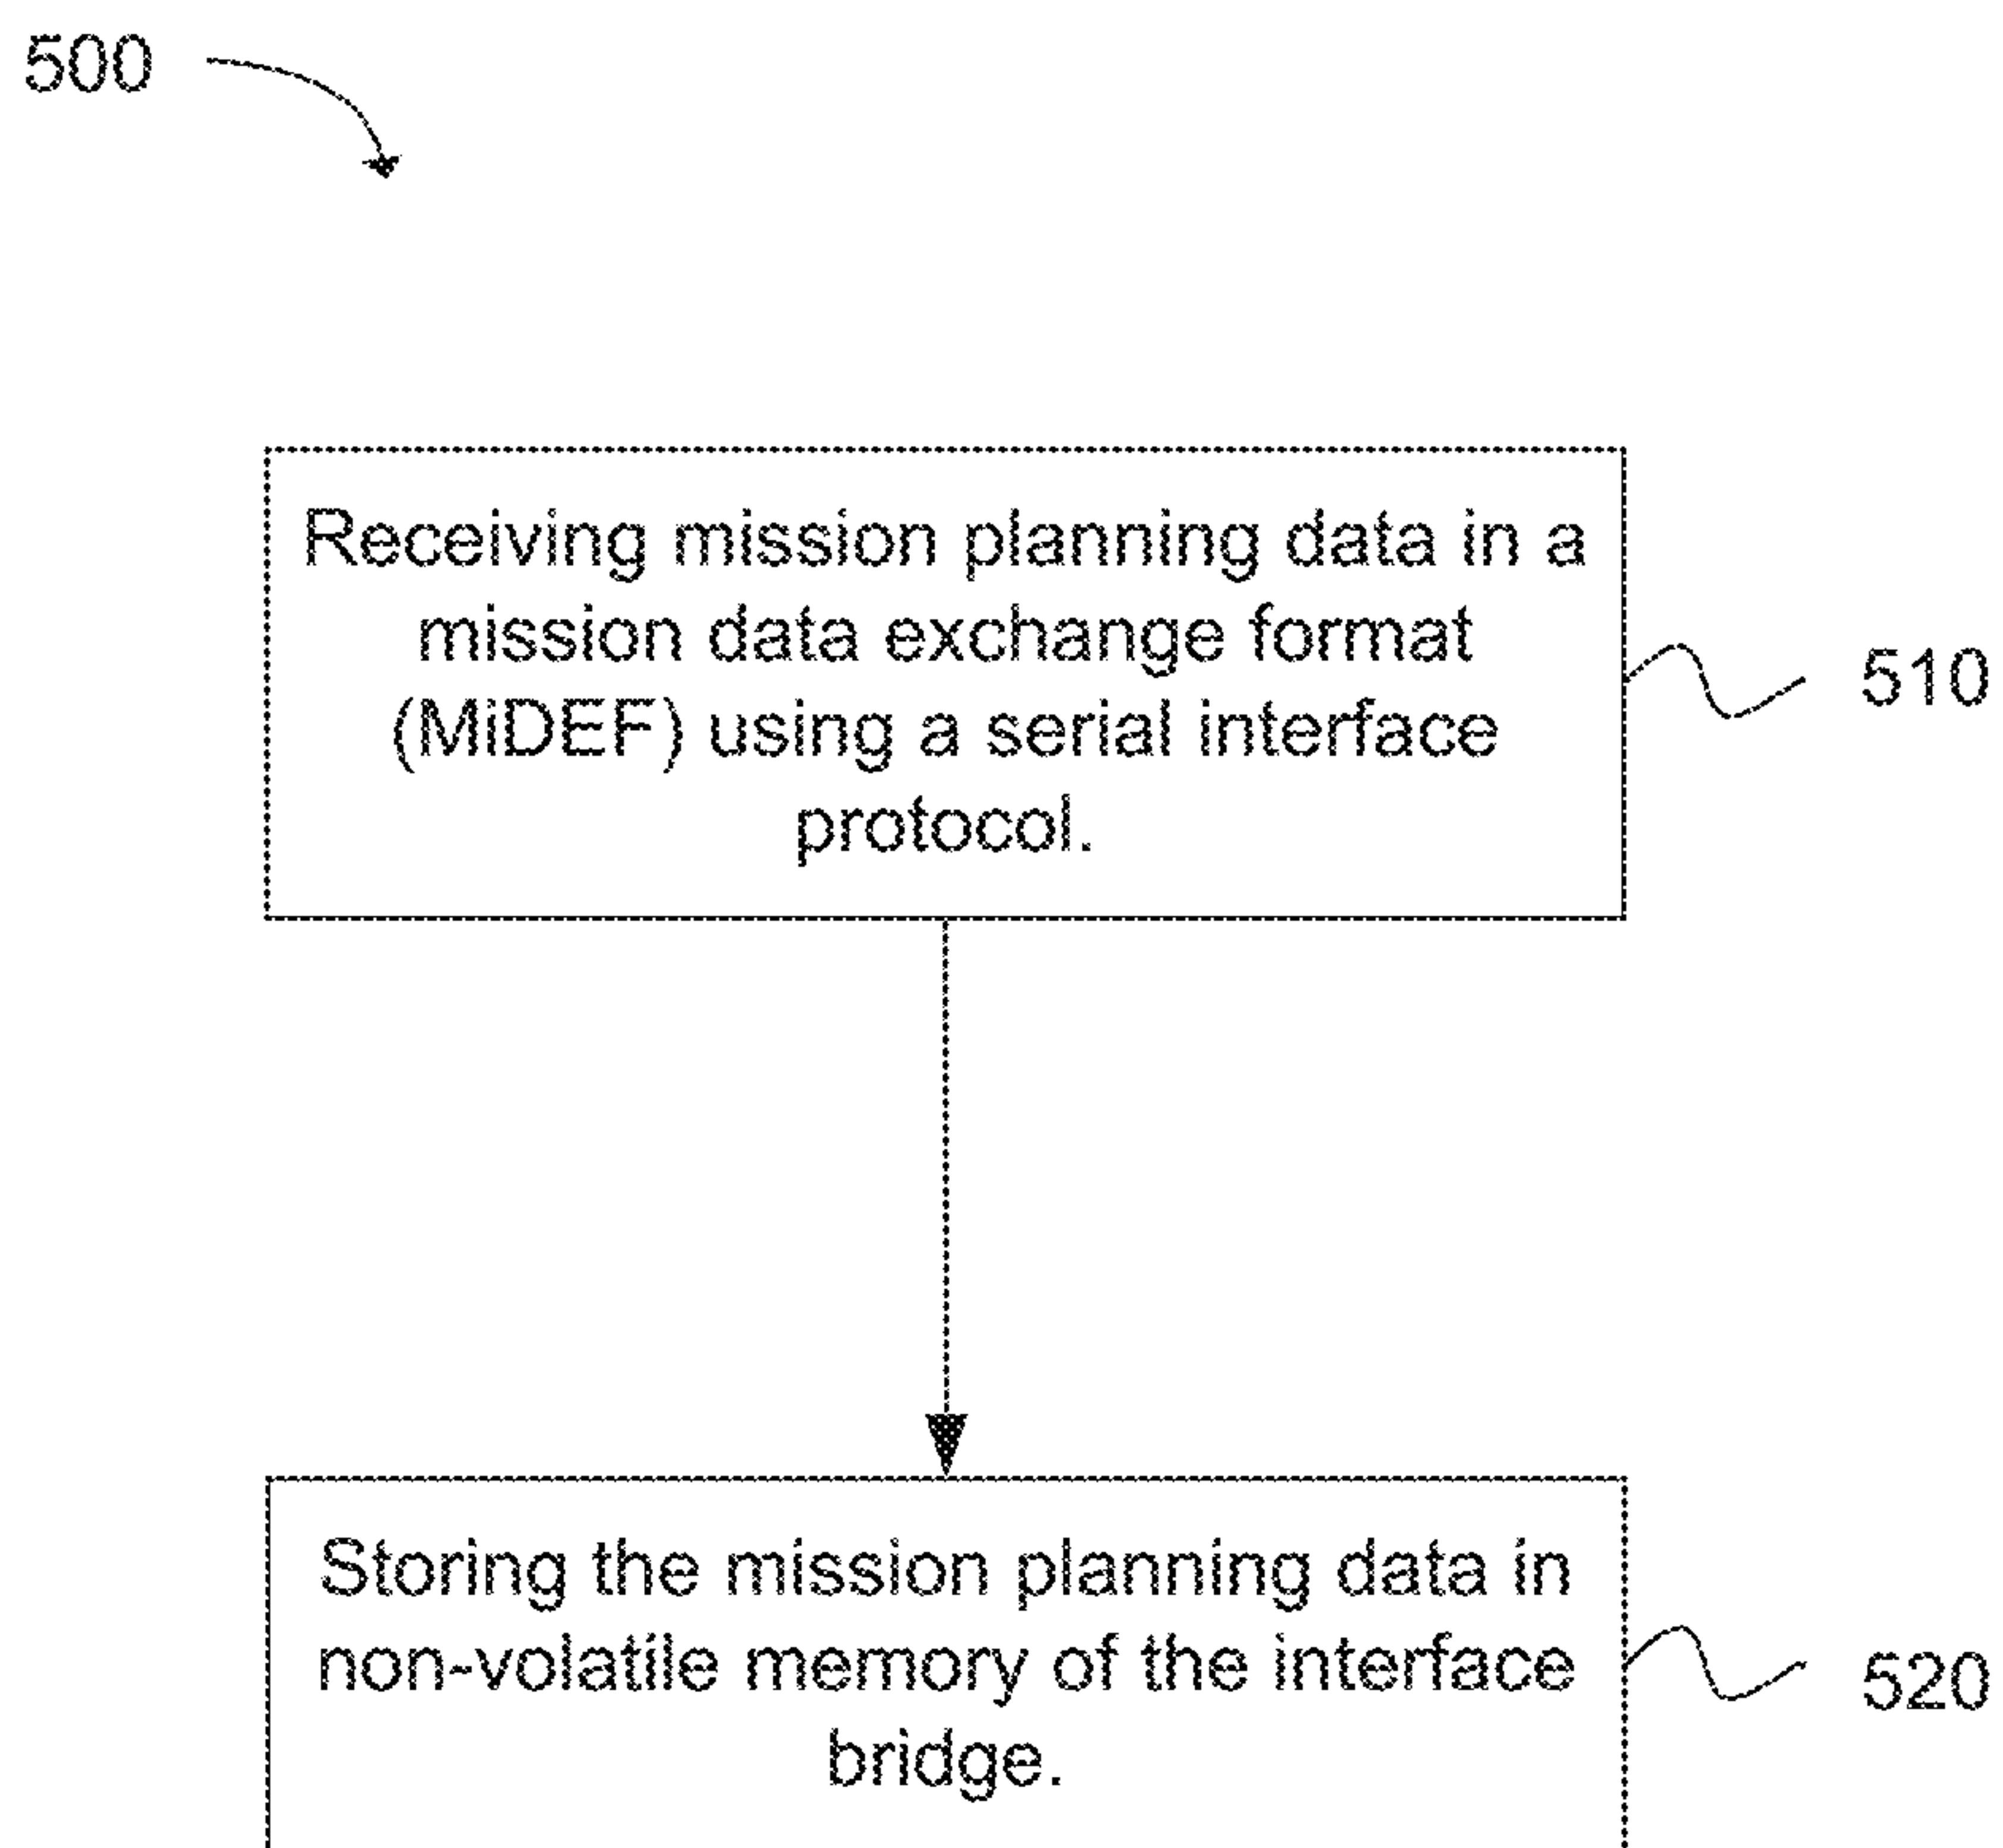 500
Receiving mission planning data in a
mission data exchange format
(MiDEF) using a serial interface
protocol.
510
Storing the mission planning data in
non-volatile memory of the interface
bridge.
520